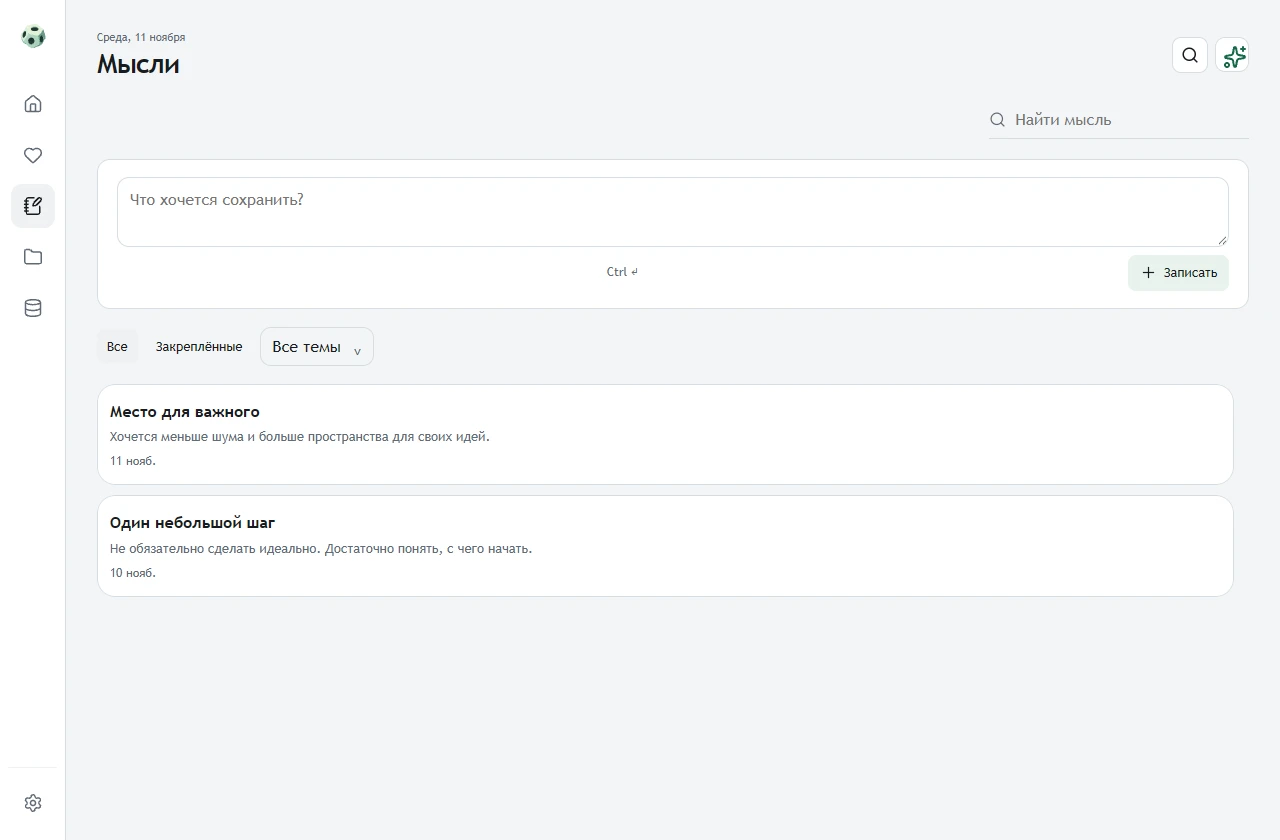 Среда, 11 ноября
Мысли
Найти мысль
Что хочется сохранить?
Ctrl ↵
Записать
Все
Закреплённые
Все темы
Место для важного
Хочется меньше шума и больше пространства для своих идей.
11 нояб.
Один небольшой шаг
Не обязательно сделать идеально. Достаточно понять, с чего начать.
10 нояб.